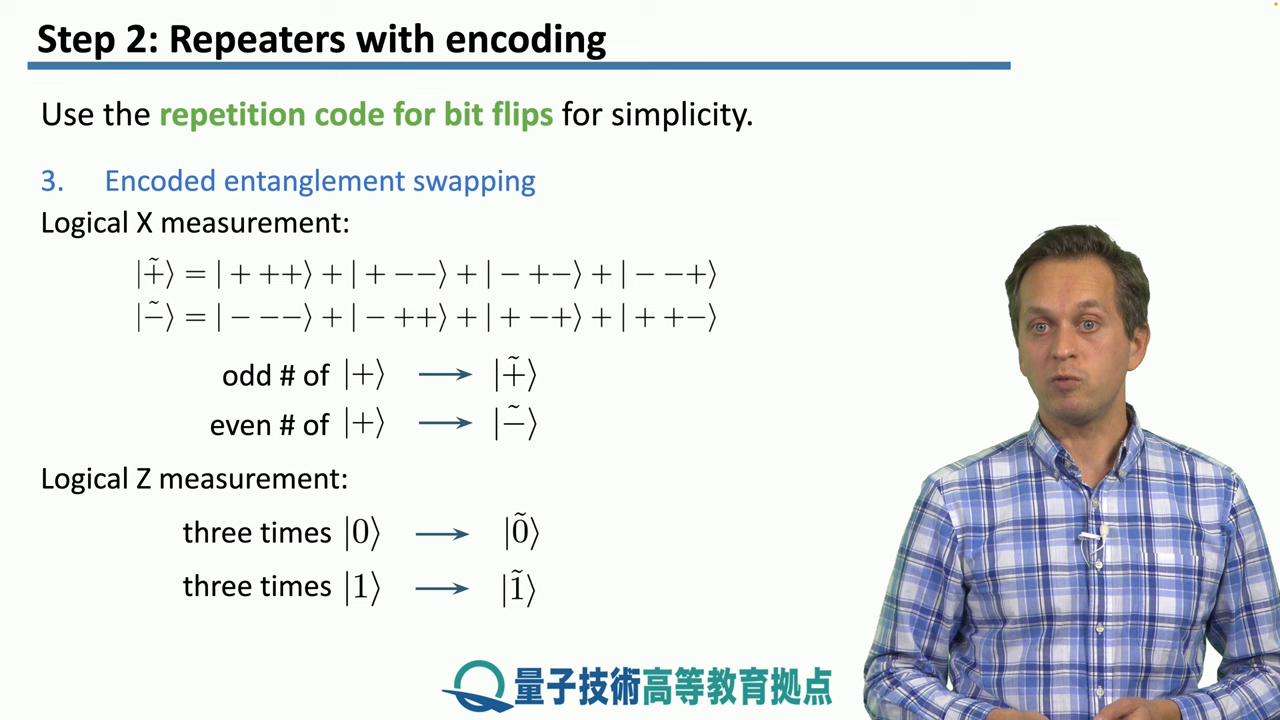 Step 2: Repeaters with encoding
Use the repetition code for bit flips for simplicity.
3. Encoded entanglement swapping
Logical X measurement:
|+̃⟩ = | + ++⟩ + | + −−⟩ + | − +−⟩ + | − −+⟩
|−̃⟩ = | − −−⟩ + | − ++⟩ + | + −+⟩ + | + +−⟩
odd # of |+⟩ → |+̃⟩
even # of |+⟩ → |−̃⟩
Logical Z measurement:
three times |0⟩ → |0̃⟩
three times |1⟩ → |1̃⟩
量子技術高等教育拠点